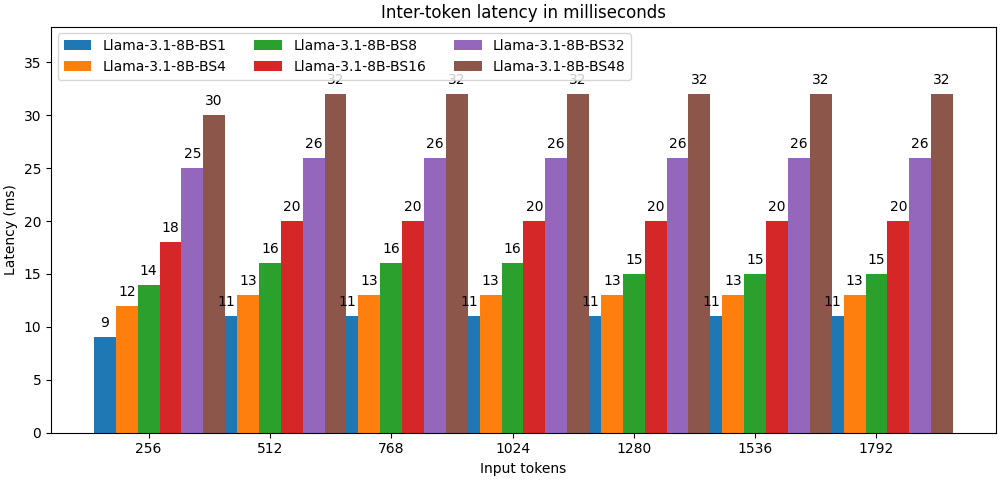 Inter-token latency in milliseconds
Llama-3.1-8B-BS1 Llama-3.1-8B-BS8 Llama-3.1-8B-BS32
Llama-3.1-8B-BS4 Llama-3.1-8B-BS16 Llama-3.1-8B-BS48
Latency (ms)
35
30
25
20
15
10
5
0
9 12 14 18 25 30
11 13 16 20 26 32
11 13 16 20 26 32
11 13 16 20 26 32
11 13 15 20 26 32
11 13 15 20 26 32
11 13 15 20 26 32
256 512 768 1024 1280 1536 1792
Input tokens